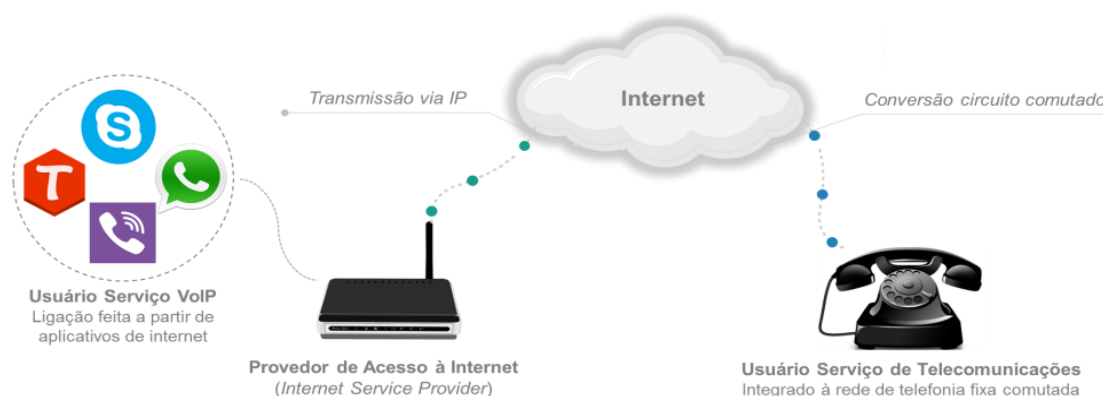 Internet
Transmissão via IP
Conversão circuito comutado
S
T
Usuário Serviço VoIP
Ligação feita a partir de
aplicativos de internet
Provedor de Acesso à Internet
(Internet Service Provider)
Usuário Serviço de Telecomunicações
Integrado à rede de telefonia fixa comutada